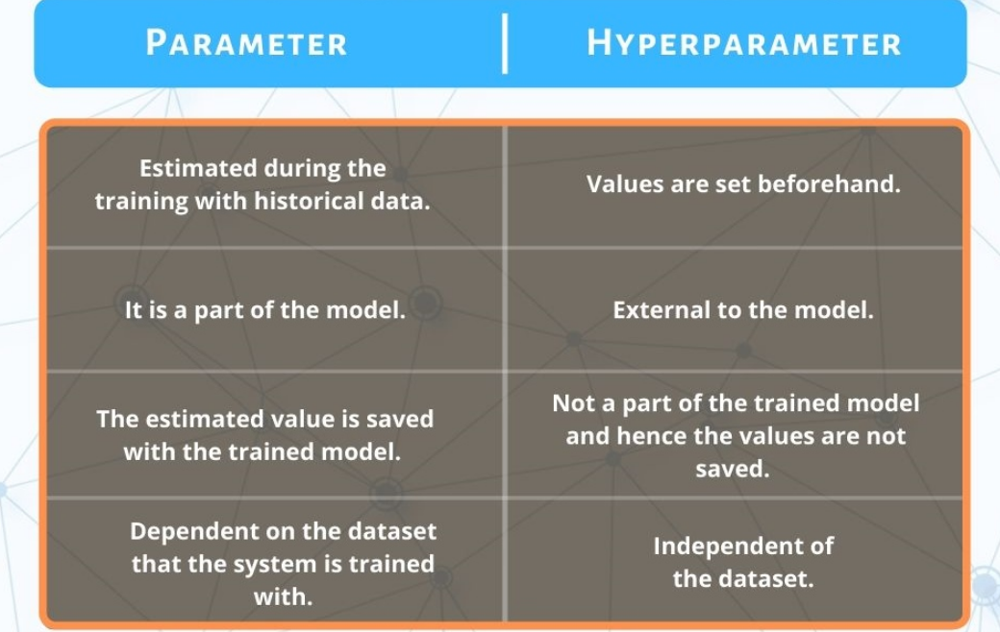 PARAMETER
HYPERPARAMETER
Estimated during the
training with historical data.
Values are set beforehand.
It is a part of the model.
External to the model.
The estimated value is saved
with the trained model.
Not a part of the trained model
and hence the values are not
saved.
Dependent on the dataset
that the system is trained
with.
Independent of
the dataset.